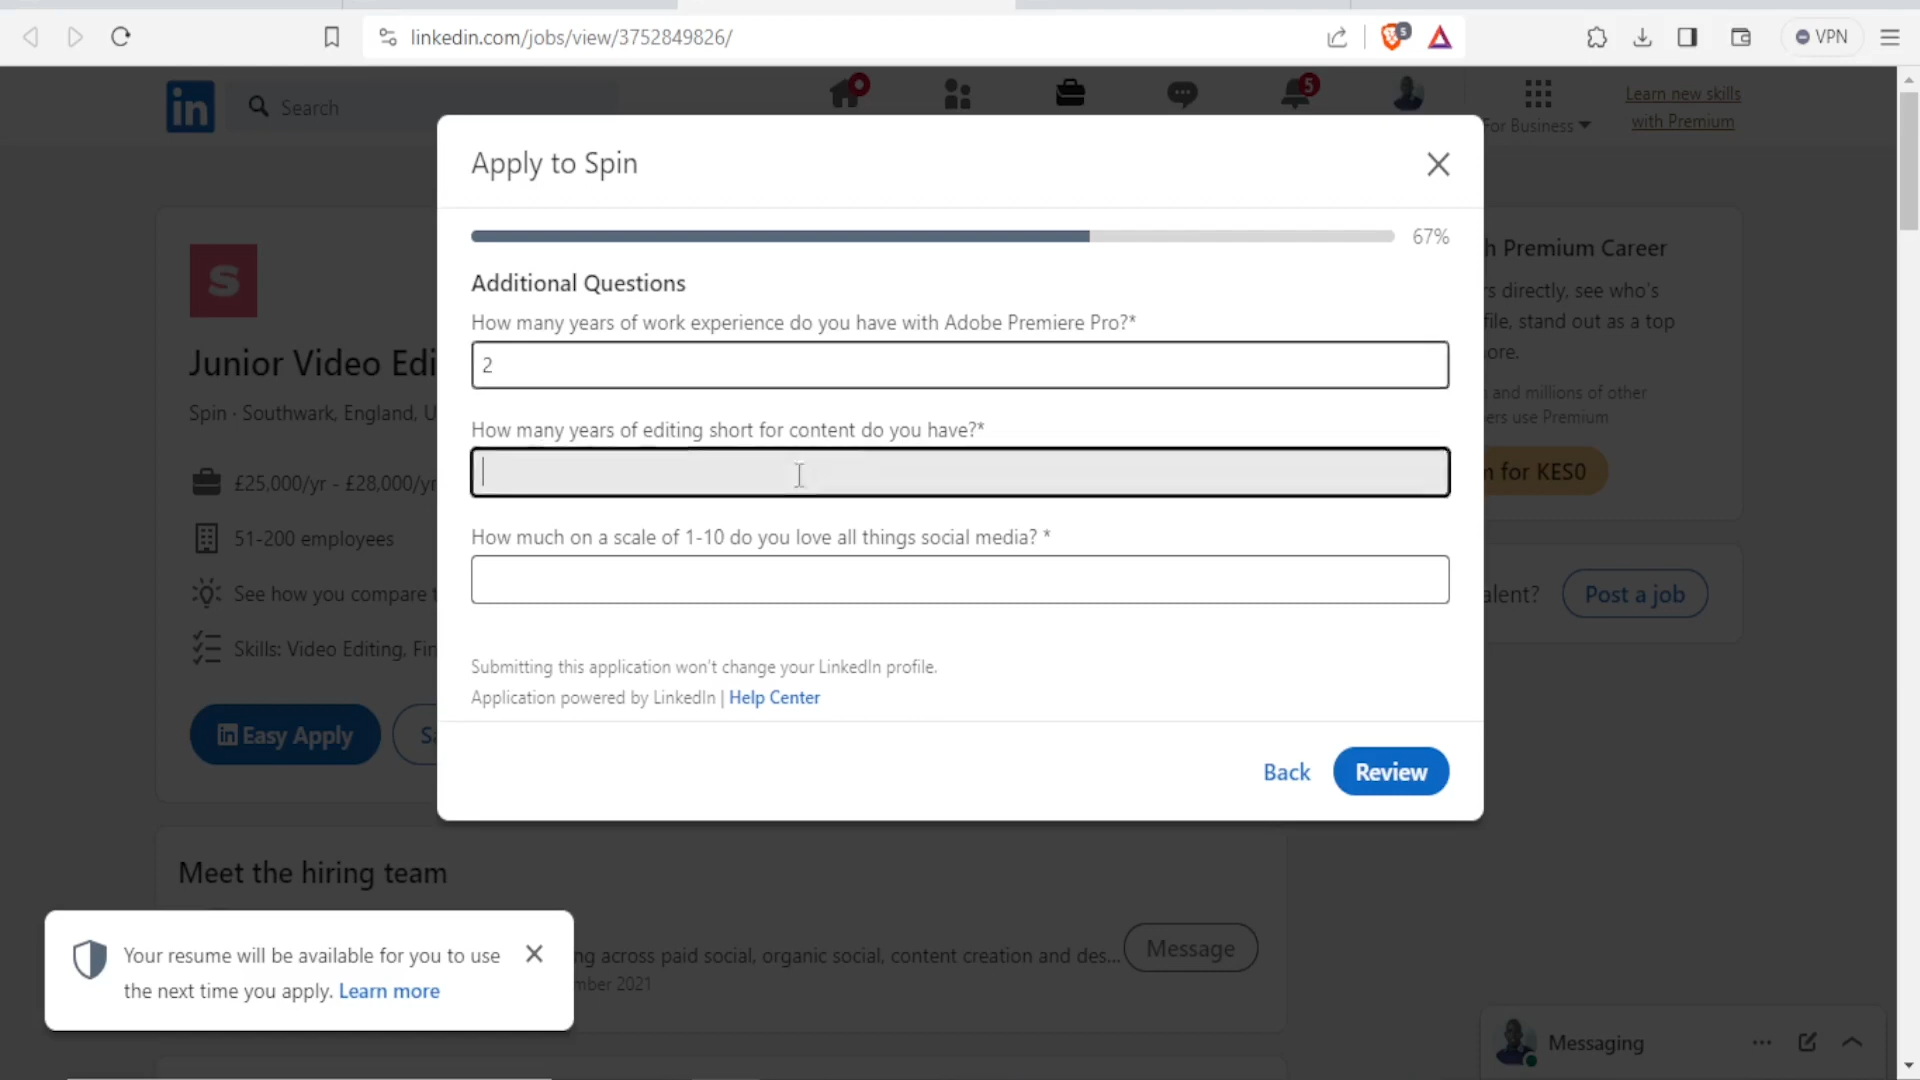 linkedin.com/jobs/view/3752849826/
5
VPN
in
Search
5
For Business
Learn new skills
with Premium
Apply to Spin
67%
Additional Questions
How many years of work experience do you have with Adobe Premiere Pro?*
2
How many years of editing short for content do you have?*
How much on a scale of 1-10 do you love all things social media? *
Submitting this application won't change your LinkedIn profile.
Application powered by LinkedIn | Help Center
Back
Review
S
Junior Video Edi
Spin · Southwark, England, U
£25,000/yr - £28,000/yr
51-200 employees
See how you compare t
Skills: Video Editing, Fin
in Easy Apply
S
h Premium Career
rs directly, see who's
file, stand out as a top
ore.
and millions of other
ers use Premium
m for KES0
alent?
Post a job
Meet the hiring team
ng across paid social, organic social, content creation and des...
mber 2021
Message
Your resume will be available for you to use
the next time you apply. Learn more
Messaging